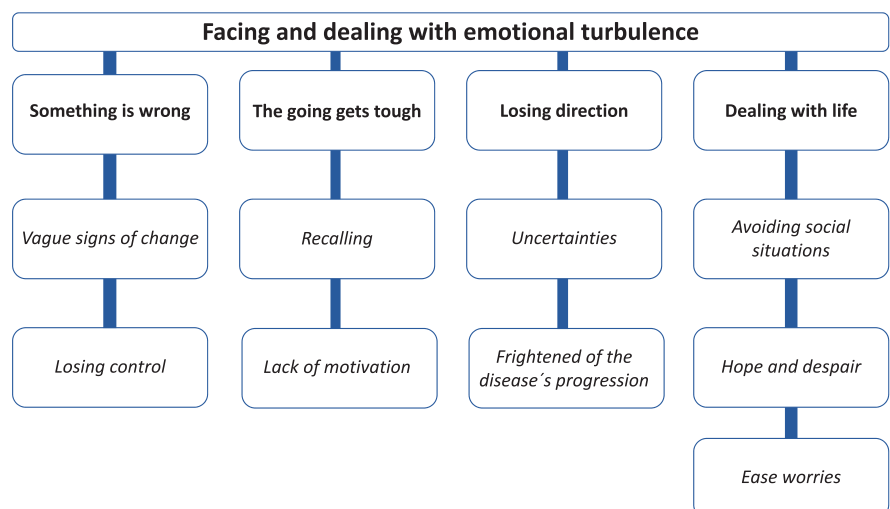 Facing and dealing with emotional turbulence
Something is wrong
The going gets tough
Losing direction
Dealing with life
Vague signs of change
Recalling
Uncertainties
Avoiding social
situations
Losing control
Lack of motivation
Frightened of the
disease´s progression
Hope and despair
Ease worries